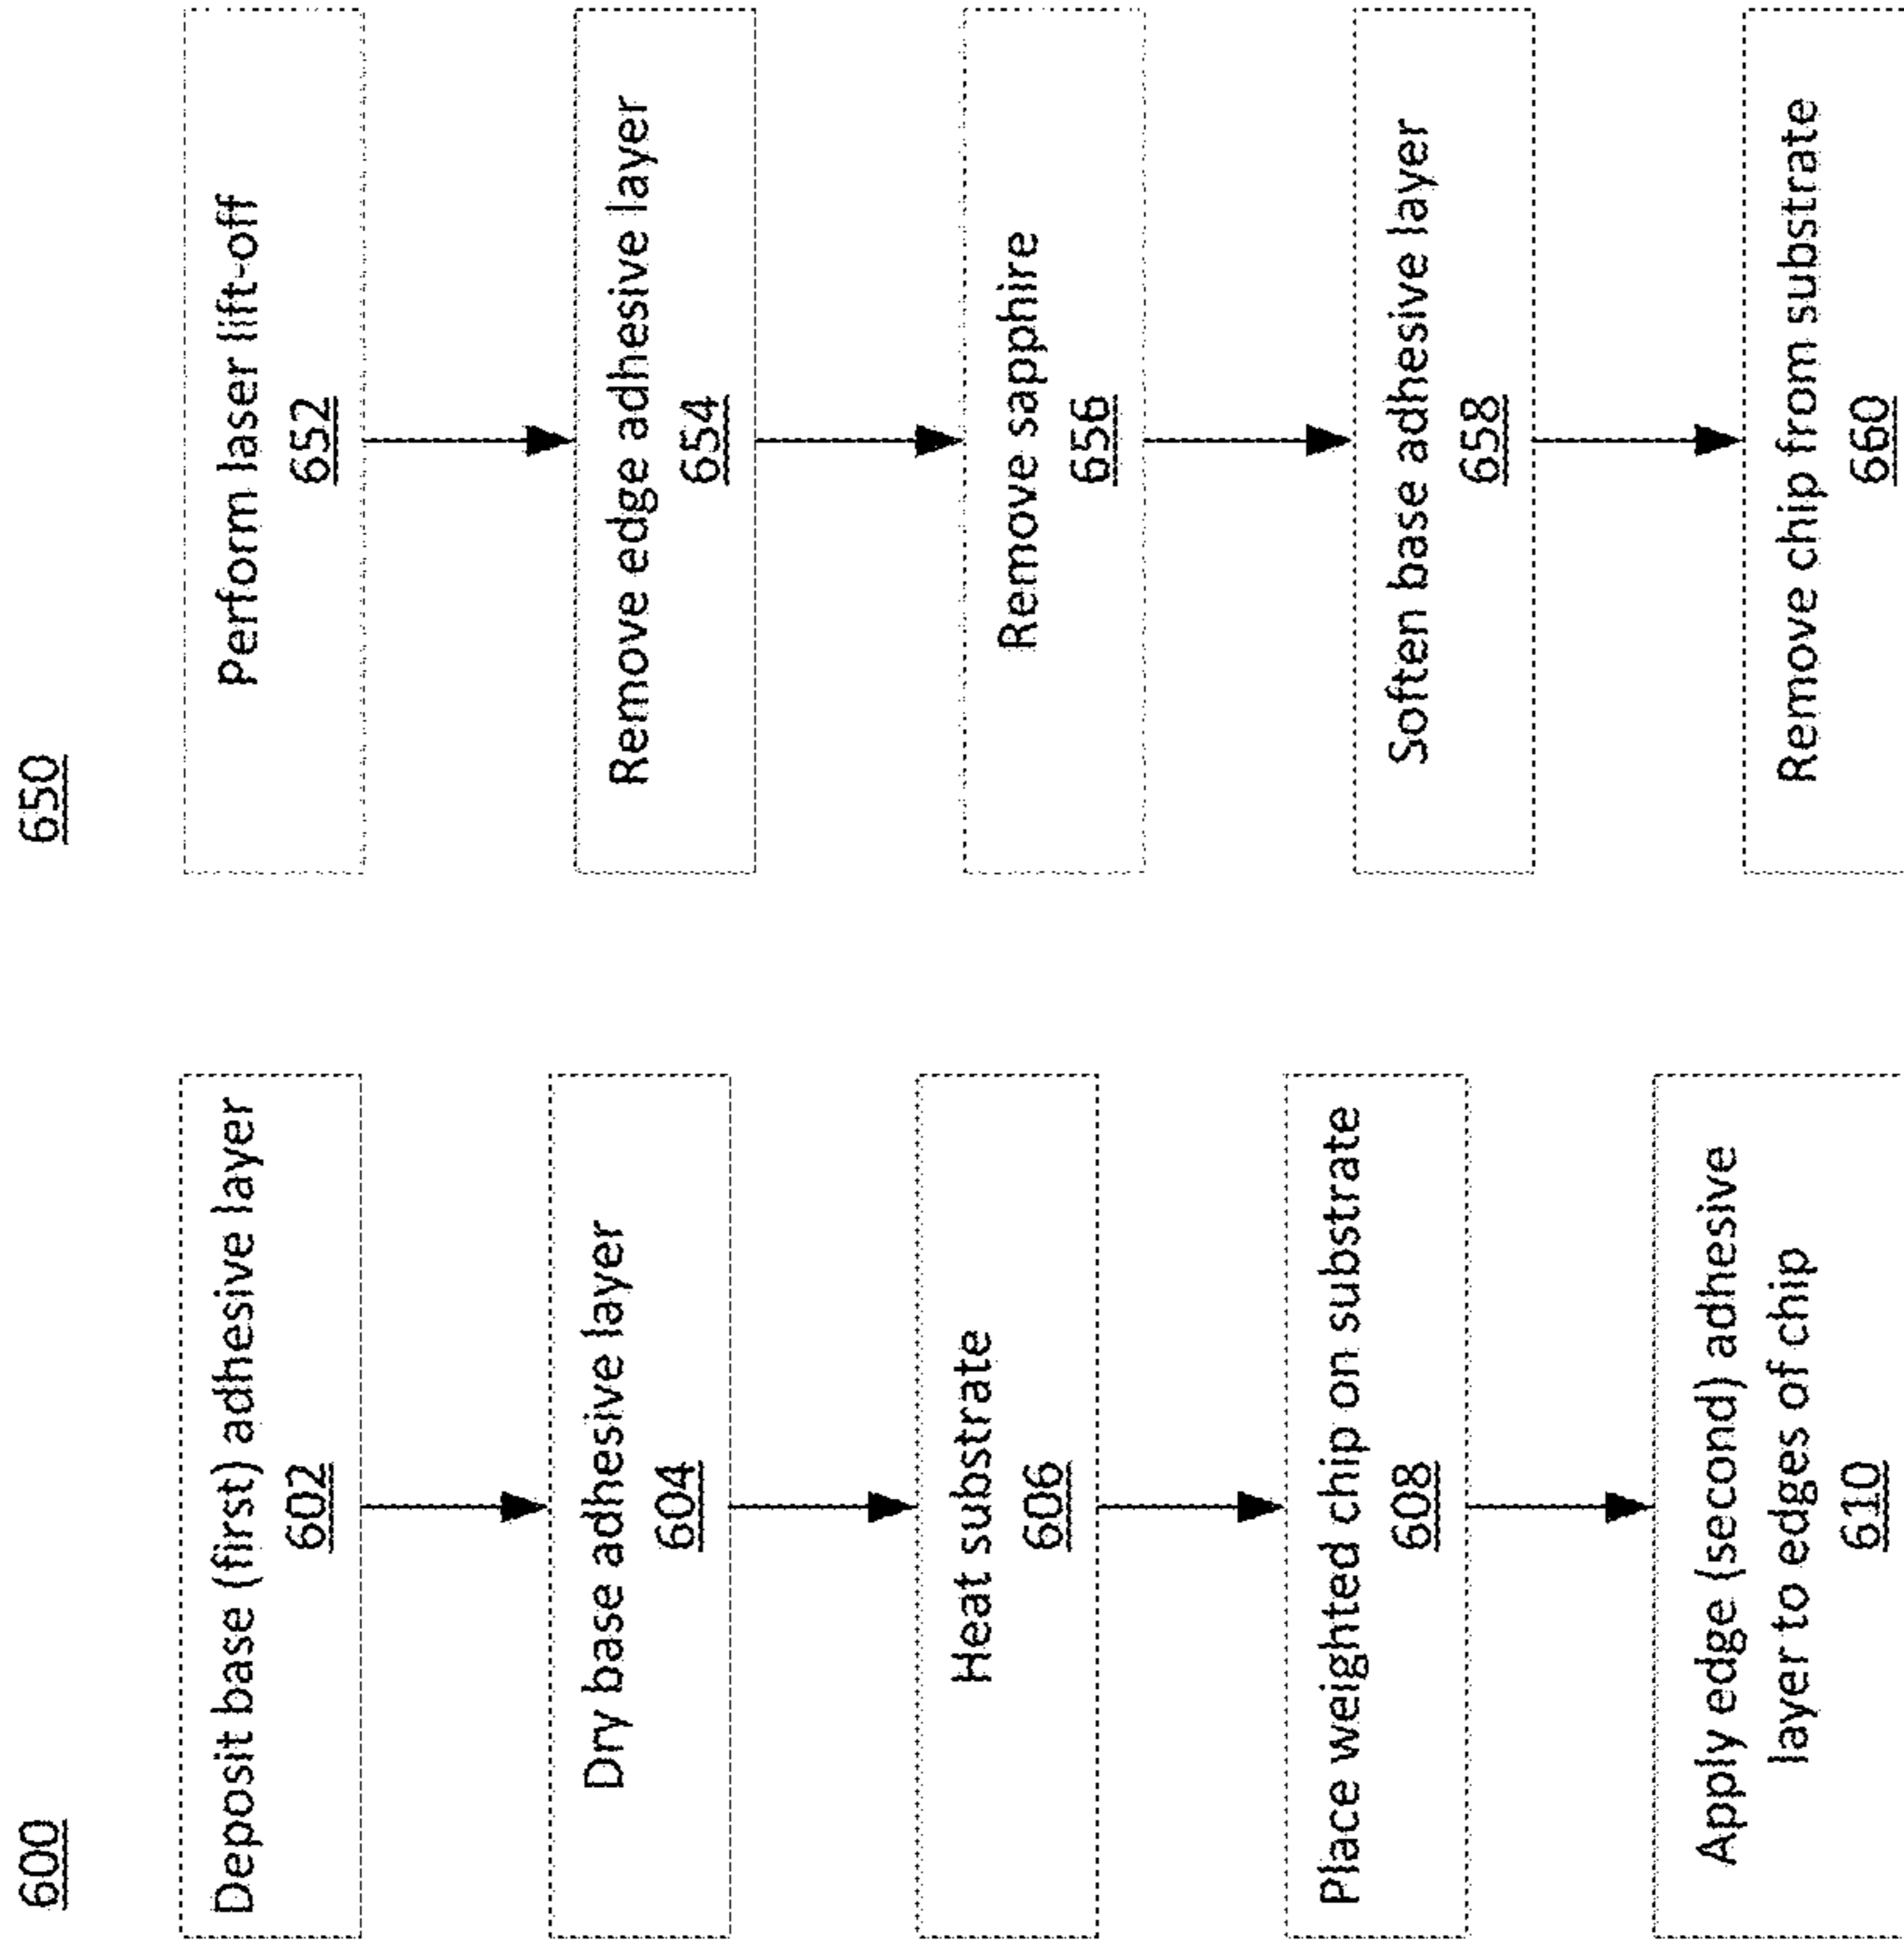 600
Deposit base (first) adhesive layer
602
Dry base adhesive layer
604
Heat substrate
606
Place weighted chip on substrate
608
Apply edge (second) adhesive
layer to edges of chip
610
650
Perform laser lift-off
652
Remove edge adhesive layer
654
Remove sapphire
656
Soften base adhesive layer
658
Remove chip from substrate
660